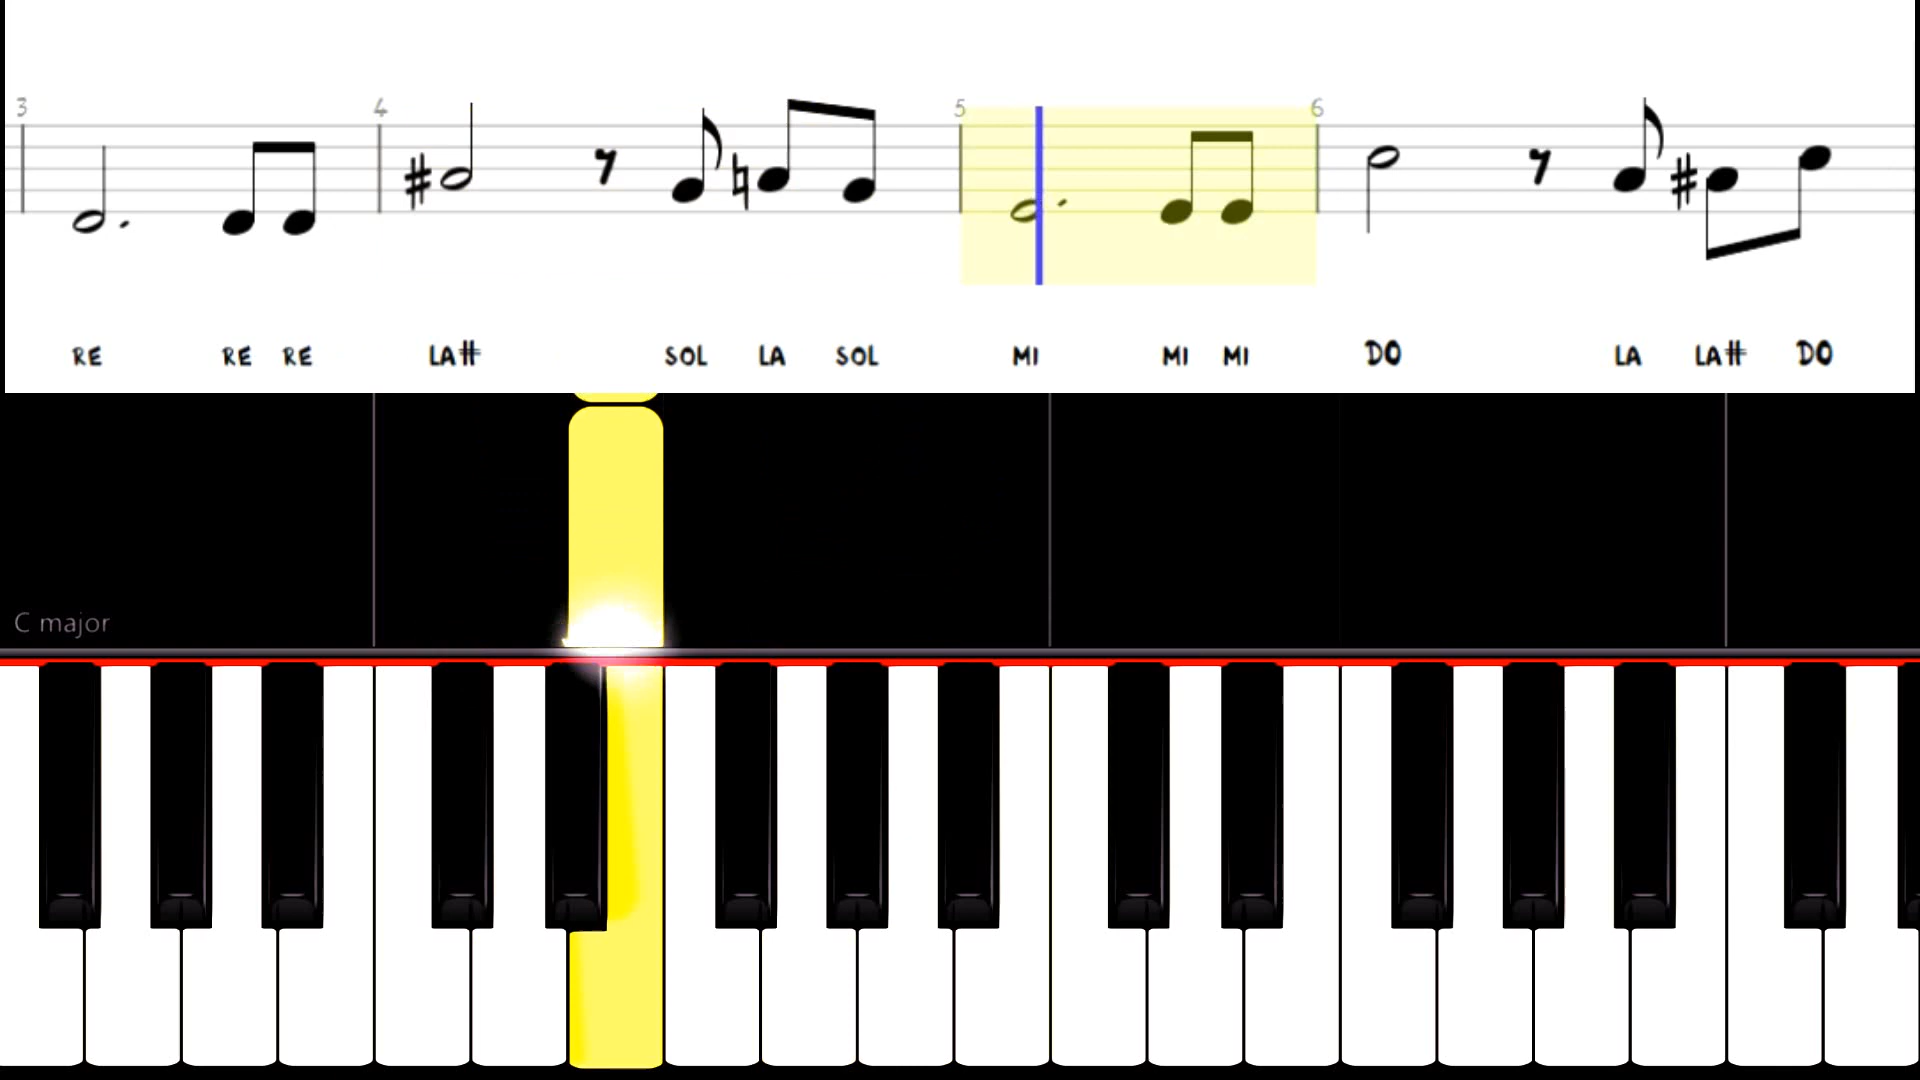 3 4 5 6
RE RE RE LA# SOL LA SOL MI MI MI DO LA LA# DO
C major